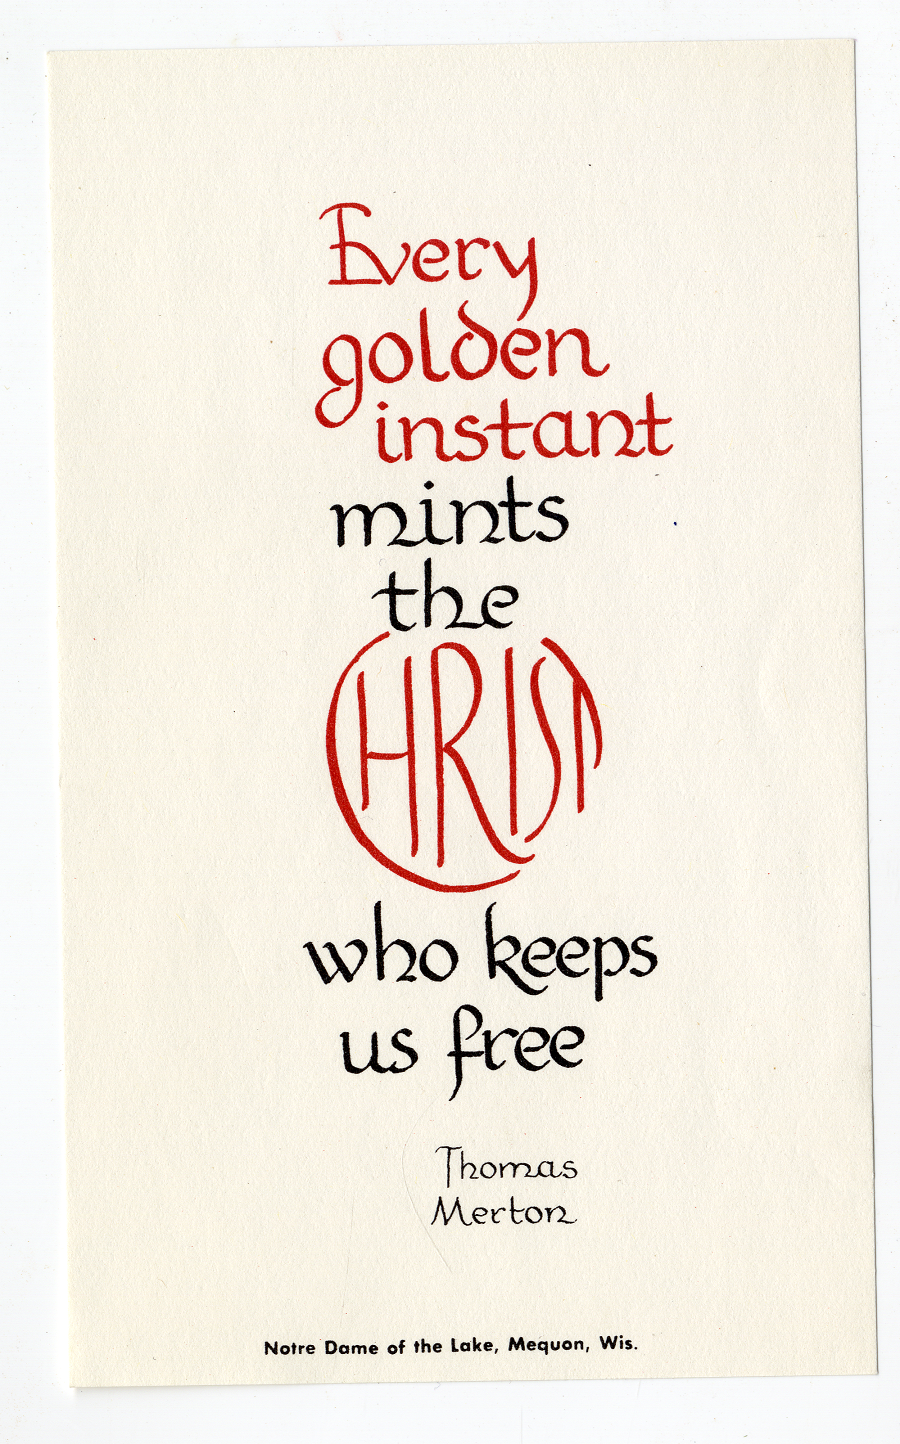 Every
golden
instant
mints
the
CHRIST
who keeps
us free
Thomas
Merton
Notre Dame of the Lake, Mequon, Wis.